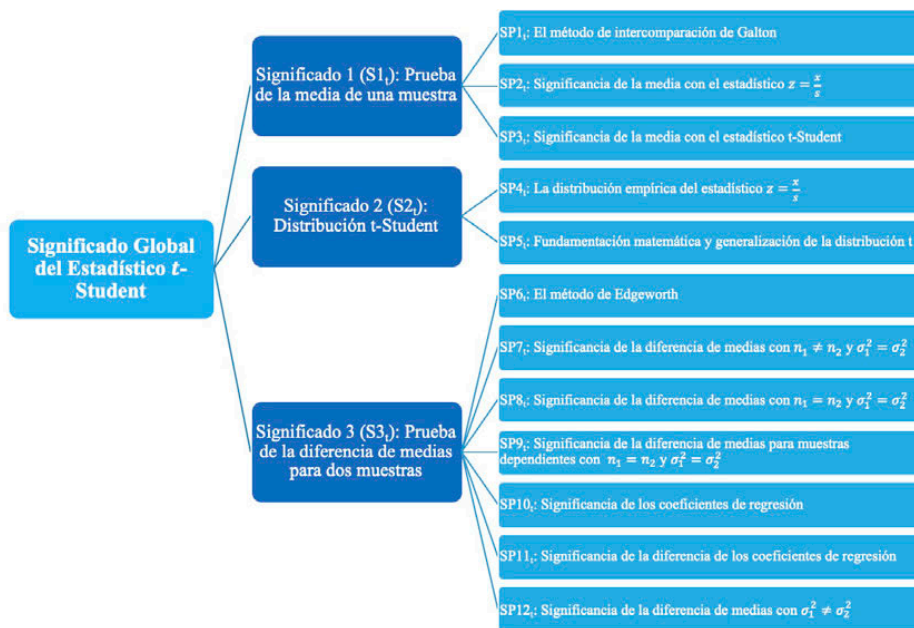 Significado Global
del Estadístico t-
Student
Significado 1 (S1ₜ): Prueba
de la media de una muestra
SP1ₜ: El método de intercomparación de Galton
SP2ₜ: Significancia de la media con el estadístico z = x/s
SP3ₜ: Significancia de la media con el estadístico t-Student
Significado 2 (S2ₜ):
Distribución t-Student
SP4ₜ: La distribución empírica del estadístico z = x/s
SP5ₜ: Fundamentación matemática y generalización de la distribución t
Significado 3 (S3ₜ): Prueba
de la diferencia de medias
para dos muestras
SP6ₜ: El método de Edgeworth
SP7ₜ: Significancia de la diferencia de medias con n₁ ≠ n₂ y σ₁² = σ₂²
SP8ₜ: Significancia de la diferencia de medias con n₁ = n₂ y σ₁² = σ₂²
SP9ₜ: Significancia de la diferencia de medias para muestras
dependientes con n₁ = n₂ y σ₁² = σ₂²
SP10ₜ: Significancia de los coeficientes de regresión
SP11ₜ: Significancia de la diferencia de los coeficientes de regresión
SP12ₜ: Significancia de la diferencia de medias con σ₁² ≠ σ₂²